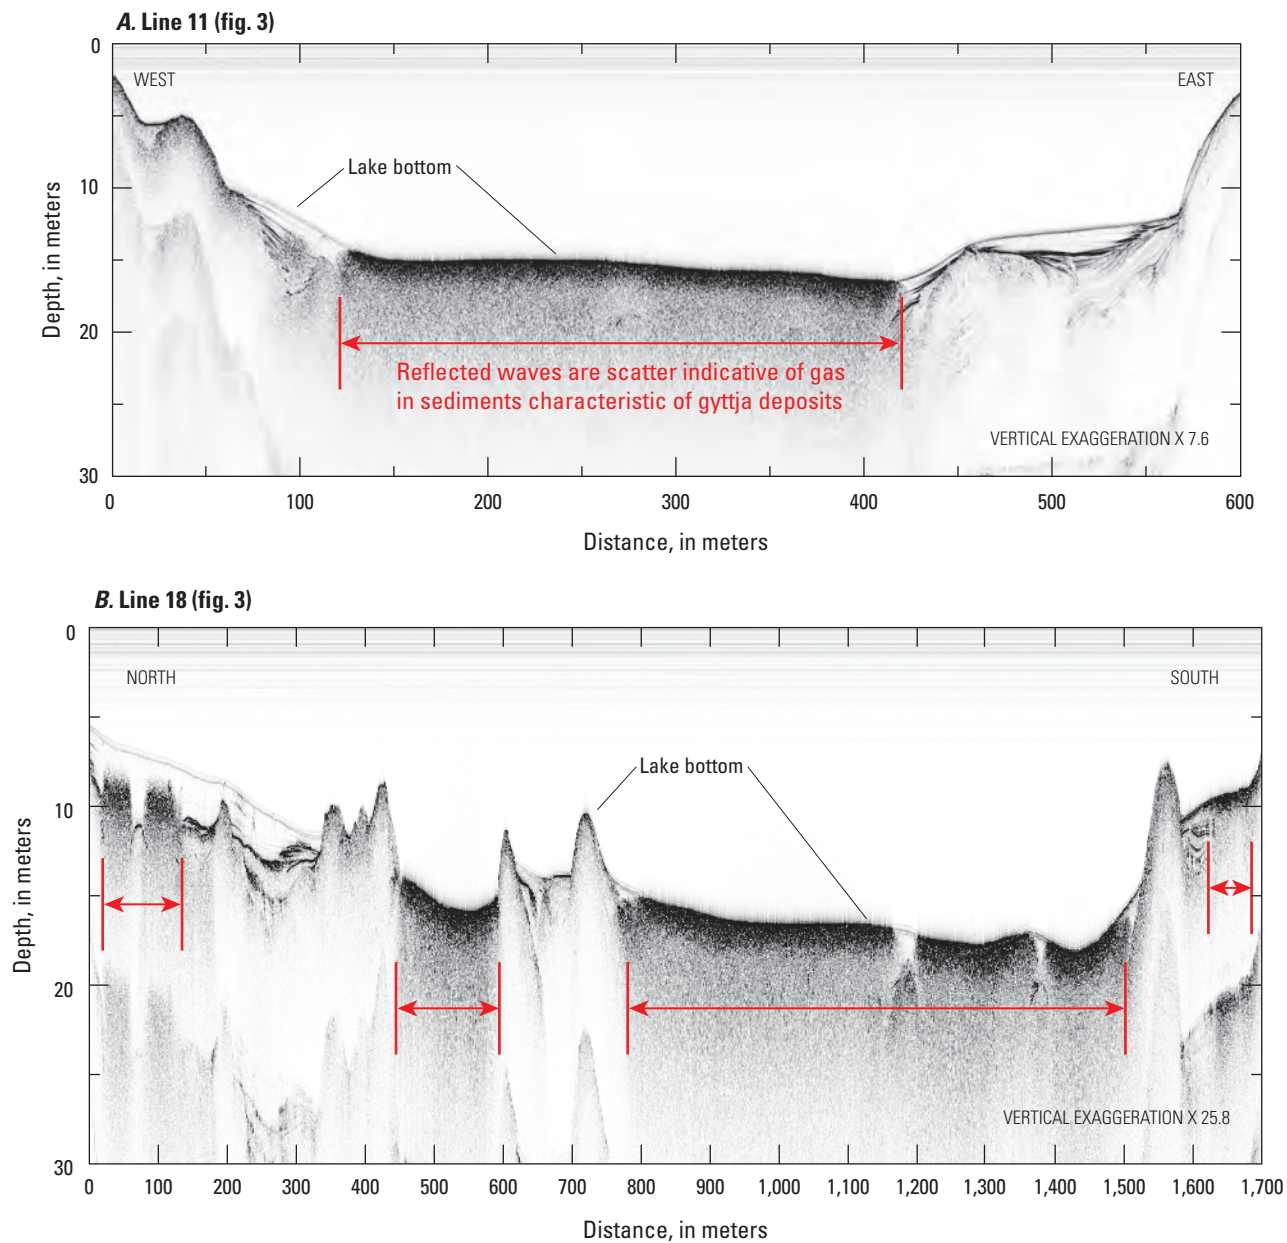 A. Line 11 (fig. 3)
0
WEST
EAST
Lake bottom
10
Depth, in meters
20
Reflected waves are scatter indicative of gas
in sediments characteristic of gyttja deposits
VERTICAL EXAGGERATION X 7.6
30
0 100 200 300 400 500 600
Distance, in meters
B. Line 18 (fig. 3)
0
NORTH
SOUTH
Lake bottom
10
Depth, in meters
20
VERTICAL EXAGGERATION X 25.8
30
0 100 200 300 400 500 600 700 800 900 1,000 1,100 1,200 1,300 1,400 1,500 1,600 1,700
Distance, in meters